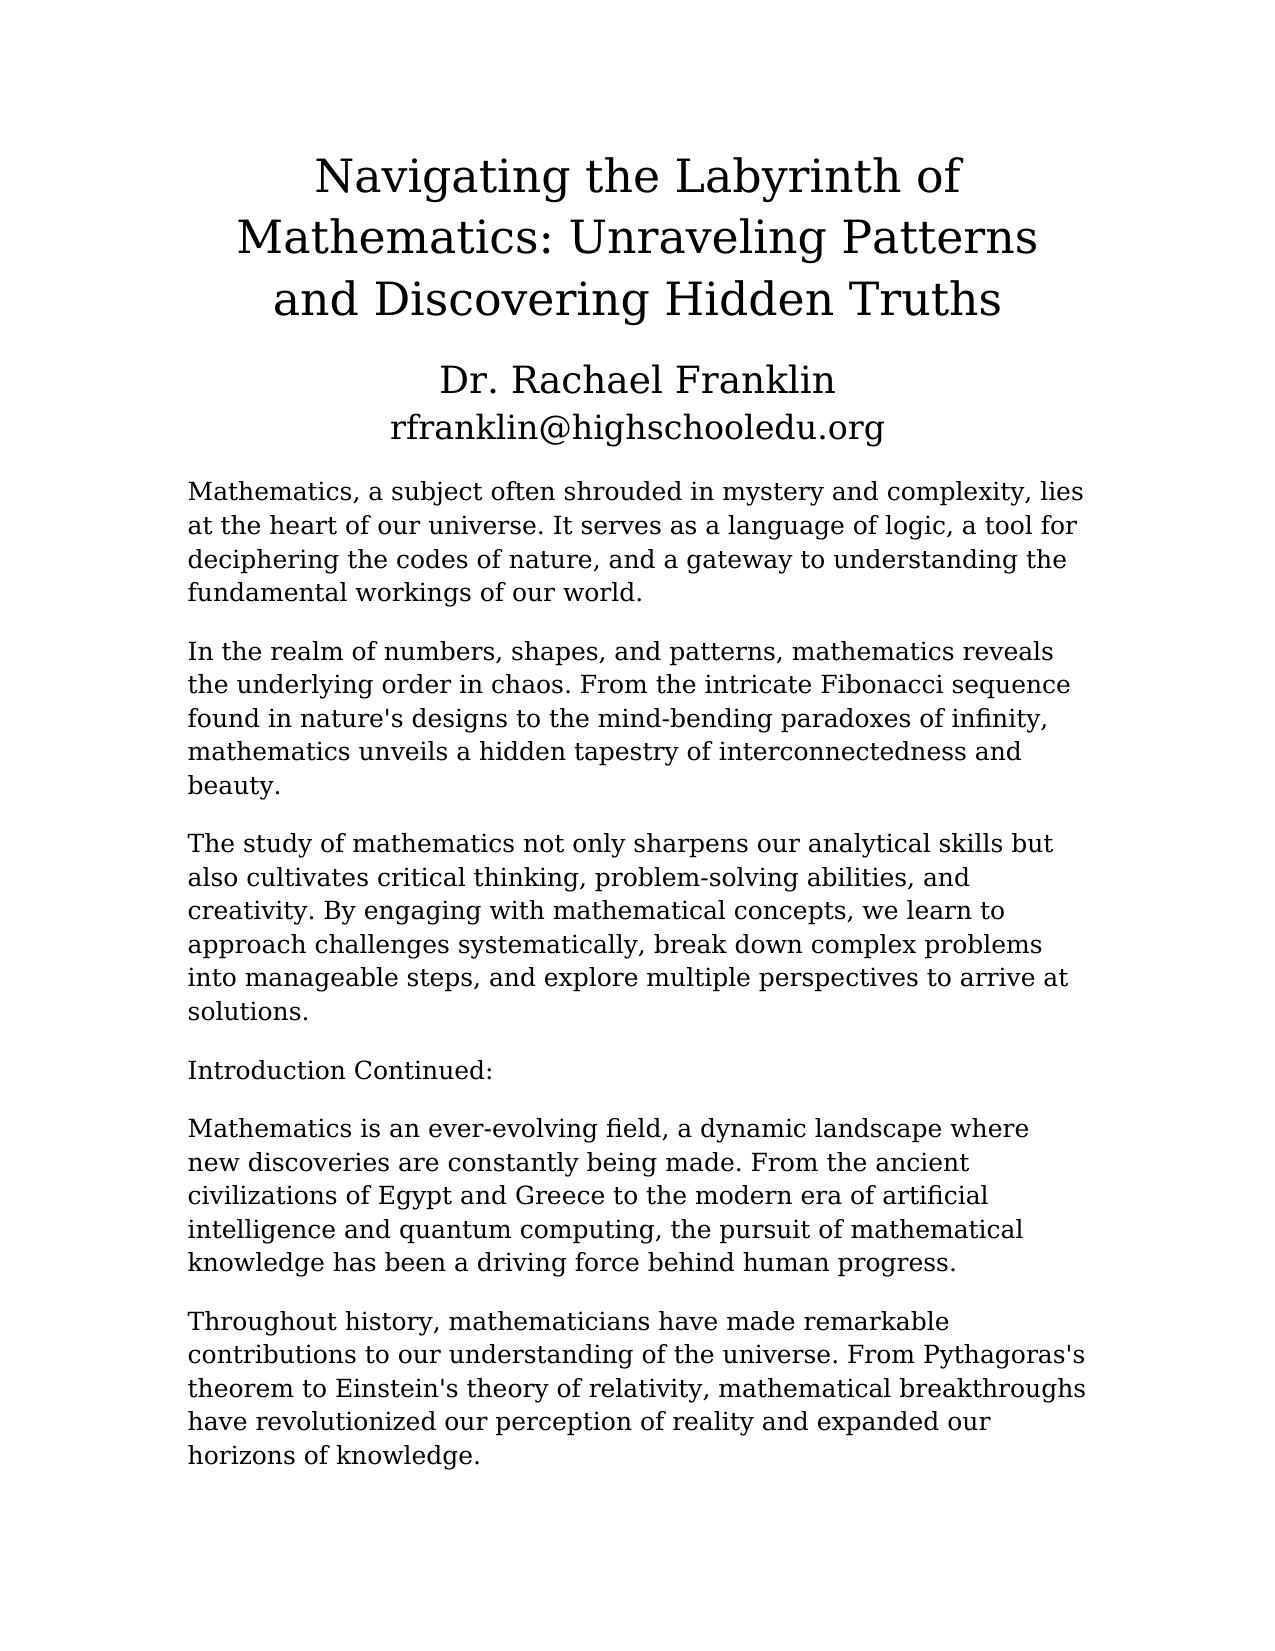 Navigating the Labyrinth of
Mathematics: Unraveling Patterns
and Discovering Hidden Truths
Dr. Rachael Franklin
rfranklin@highschooledu.org
Mathematics, a subject often shrouded in mystery and complexity, lies
at the heart of our universe. It serves as a language of logic, a tool for
deciphering the codes of nature, and a gateway to understanding the
fundamental workings of our world.
In the realm of numbers, shapes, and patterns, mathematics reveals
the underlying order in chaos. From the intricate Fibonacci sequence
found in nature's designs to the mind-bending paradoxes of infinity,
mathematics unveils a hidden tapestry of interconnectedness and
beauty.
The study of mathematics not only sharpens our analytical skills but
also cultivates critical thinking, problem-solving abilities, and
creativity. By engaging with mathematical concepts, we learn to
approach challenges systematically, break down complex problems
into manageable steps, and explore multiple perspectives to arrive at
solutions.
Introduction Continued:
Mathematics is an ever-evolving field, a dynamic landscape where
new discoveries are constantly being made. From the ancient
civilizations of Egypt and Greece to the modern era of artificial
intelligence and quantum computing, the pursuit of mathematical
knowledge has been a driving force behind human progress.
Throughout history, mathematicians have made remarkable
contributions to our understanding of the universe. From Pythagoras's
theorem to Einstein's theory of relativity, mathematical breakthroughs
have revolutionized our perception of reality and expanded our
horizons of knowledge.